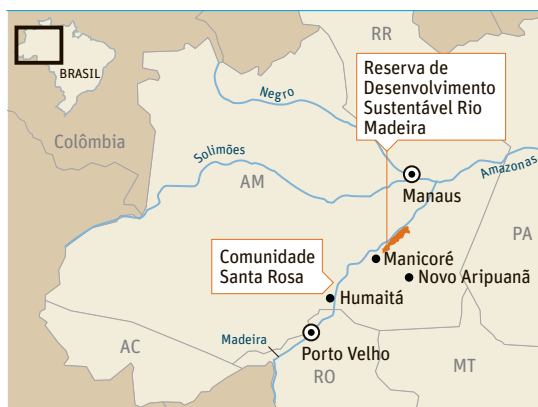 BRASIL
RR
Reserva de
Desenvolvimento
Sustentável Rio
Madeira
Negro
Colômbia
Solimões
Amazonas
AM
Manaus
PA
Comunidade
Santa Rosa
Manicoré
Novo Aripuanã
Humaitá
Madeira
AC
Porto Velho
MT
RO